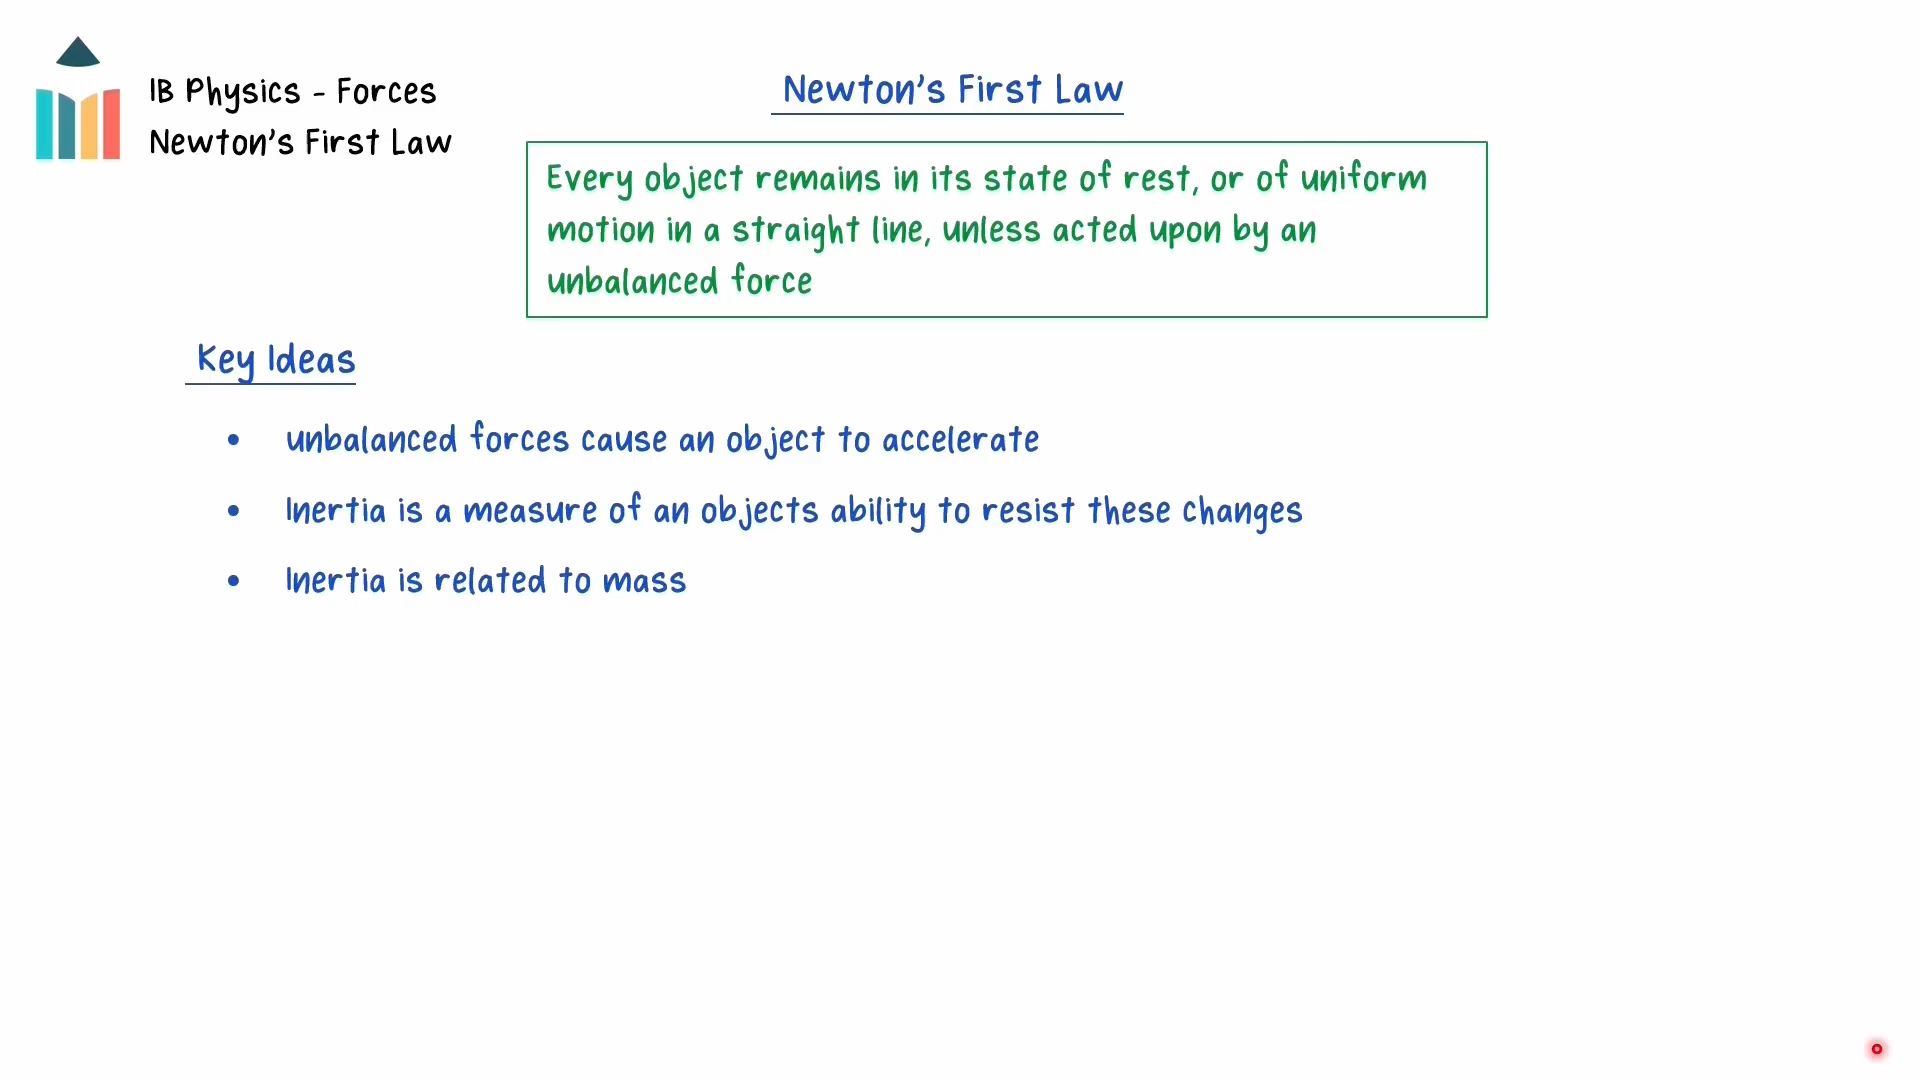 IB Physics - Forces
Newton's First Law
Newton's First Law
Every object remains in its state of rest, or of uniform
motion in a straight line, unless acted upon by an
unbalanced force
Key Ideas
• unbalanced forces cause an object to accelerate
• Inertia is a measure of an objects ability to resist these changes
• Inertia is related to mass